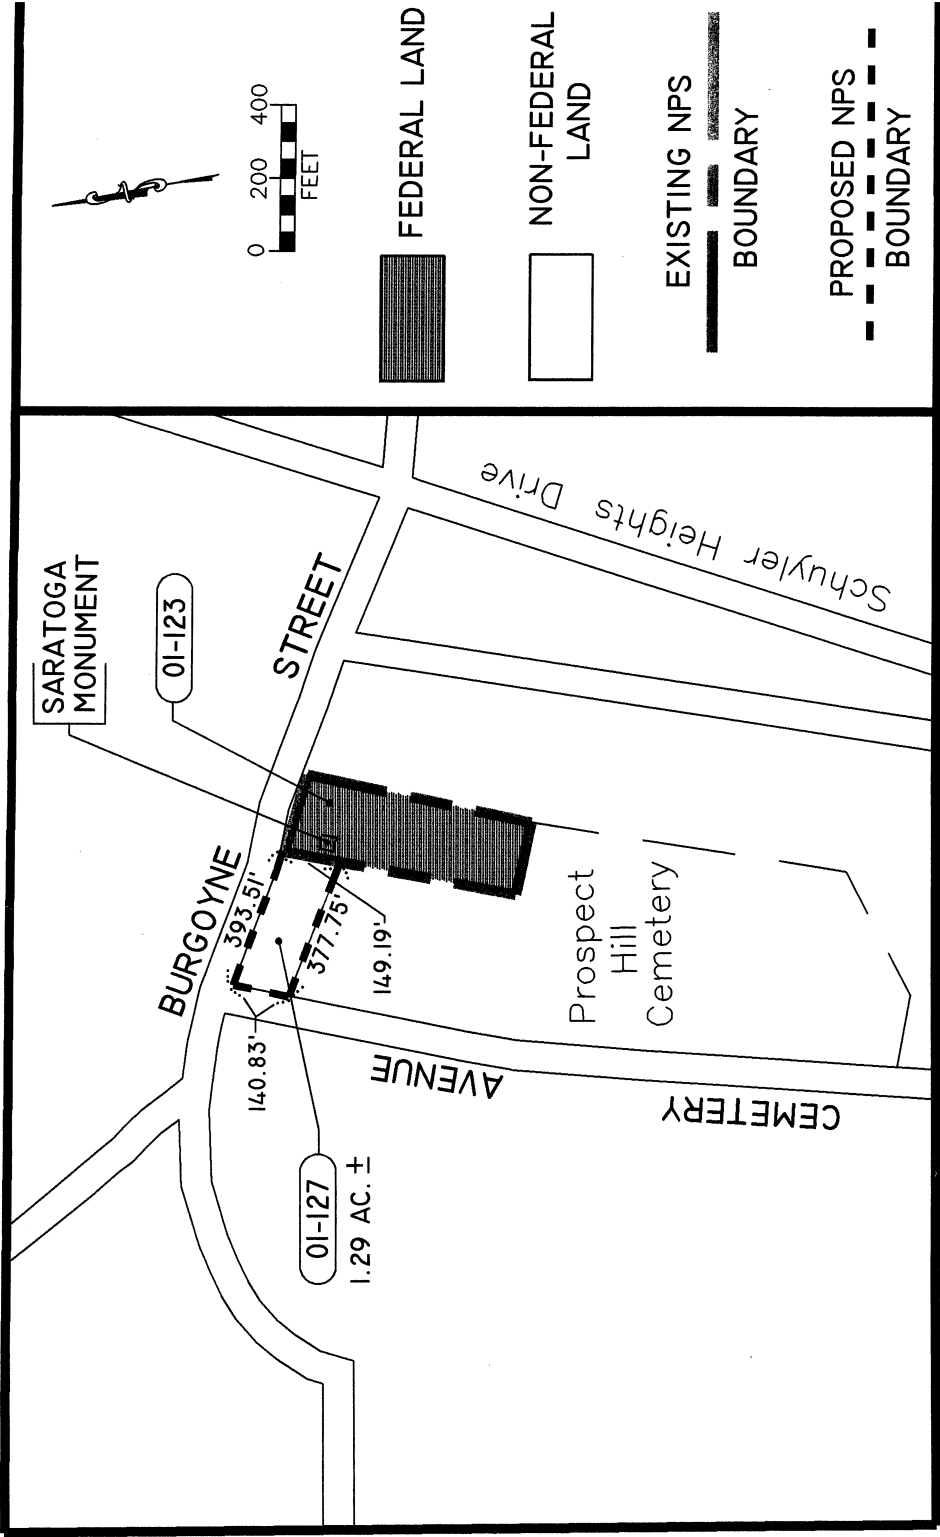 SARATOGA
MONUMENT
01-123
BURGOYNE
STREET
393.51'
377.75'
149.19'
140.83'
01-127
1.29 AC. ±
Prospect
Hill
Cemetery
CEMETERY
AVENUE
Schuyler Heights Drive
0 200 400
FEET
FEDERAL LAND
NON-FEDERAL
LAND
EXISTING NPS
BOUNDARY
PROPOSED NPS
BOUNDARY